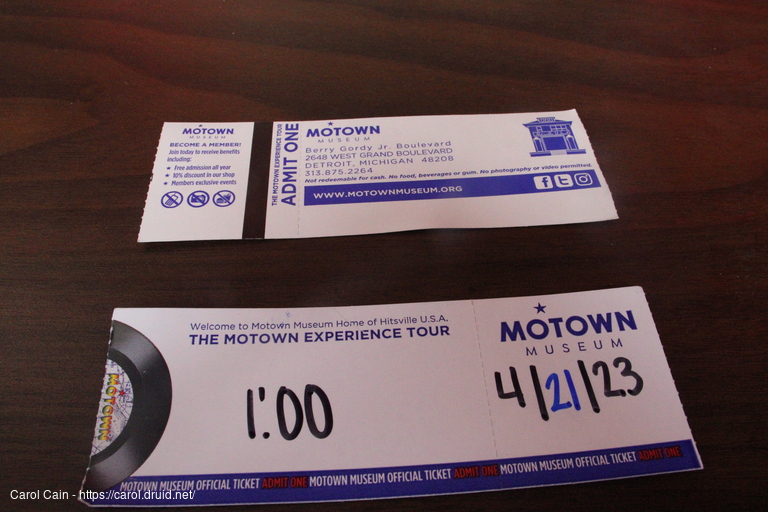 MOTOWN
MUSEUM
BECOME A MEMBER!
Join today to receive benefits
including:
★ Free admission all year
★ 10% discount in our shop
★ Members exclusive events
THE MOTOWN EXPERIENCE TOUR
ADMIT ONE
MOTOWN
MUSEUM
Berry Gordy Jr. Boulevard
2648 WEST GRAND BOULEVARD
DETROIT, MICHIGAN 48208
313.875.2264
Not redeemable for cash. No food, beverages or gum. No photography or video permitted.
WWW.MOTOWNMUSEUM.ORG
Welcome to Motown Museum Home of Hitsville U.S.A.
THE MOTOWN EXPERIENCE TOUR
MOTOWN
1:00
MOTOWN
MUSEUM
4/21/23
MOTOWN MUSEUM OFFICIAL TICKET ADMIT ONE MOTOWN MUSEUM OFFICIAL TICKET ADMIT ONE MOTOWN MUSEUM OFFICIAL TICKET ADMIT ONE
Carol Cain - https://carol.druid.net/